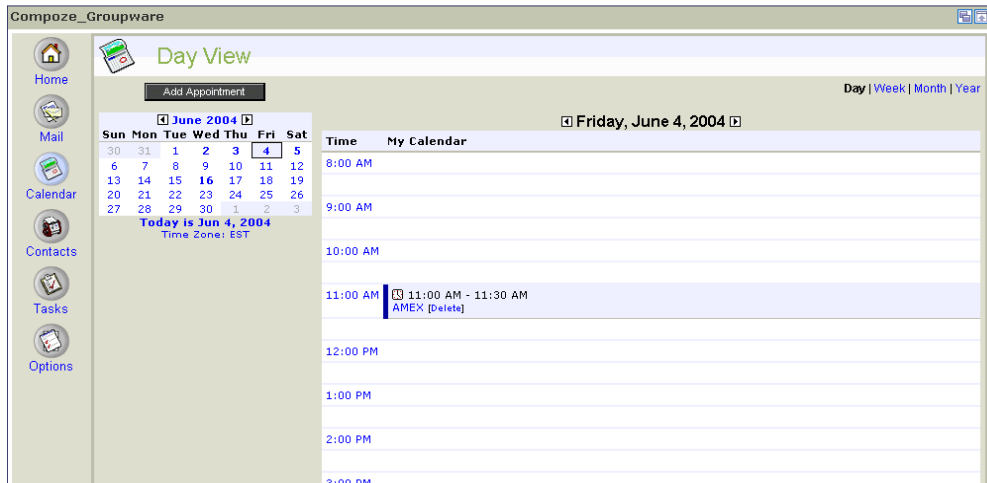 Compoze_Groupware
Home
Mail
Calendar
Contacts
Tasks
Options
Day View
Add Appointment
Day | Week | Month | Year
June 2004
Sun Mon Tue Wed Thu Fri Sat
30 31 1 2 3 4 5
6 7 8 9 10 11 12
13 14 15 16 17 18 19
20 21 22 23 24 25 26
27 28 29 30 1 2 3
Today is Jun 4, 2004
Time Zone: EST
Friday, June 4, 2004
Time My Calendar
8:00 AM
9:00 AM
10:00 AM
11:00 AM 11:00 AM - 11:30 AM
AMEX [Delete]
12:00 PM
1:00 PM
2:00 PM
3:00 PM